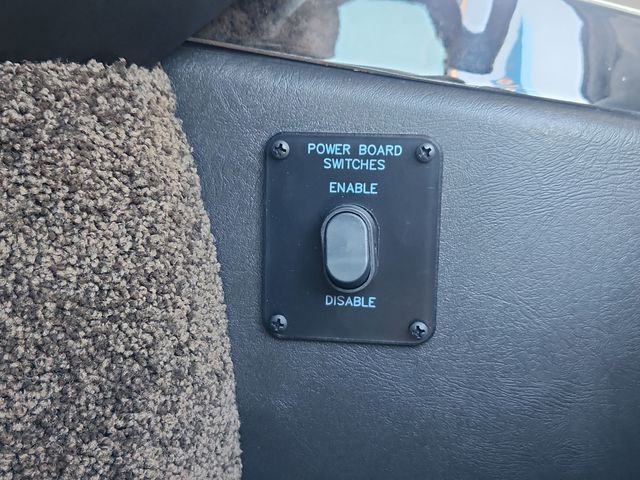 POWER BOARD
SWITCHES
ENABLE
DISABLE